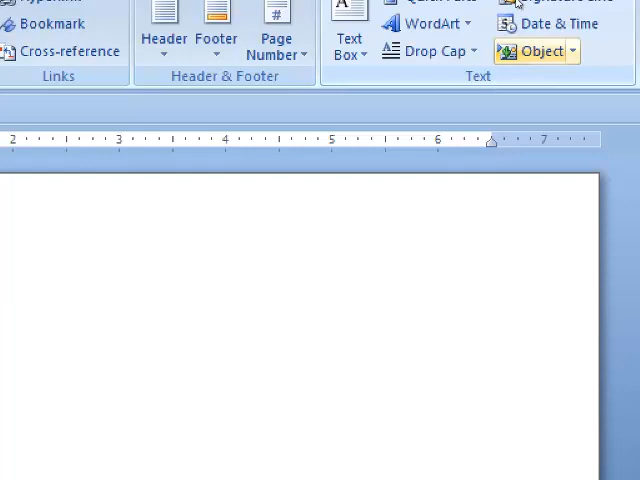 Bookmark
Cross-reference
Links
Header
Footer
Page
Number
#
Header & Footer
A
Text
Box
WordArt
Drop Cap
Date & Time
Object
Text
2 3 4 5 6 7